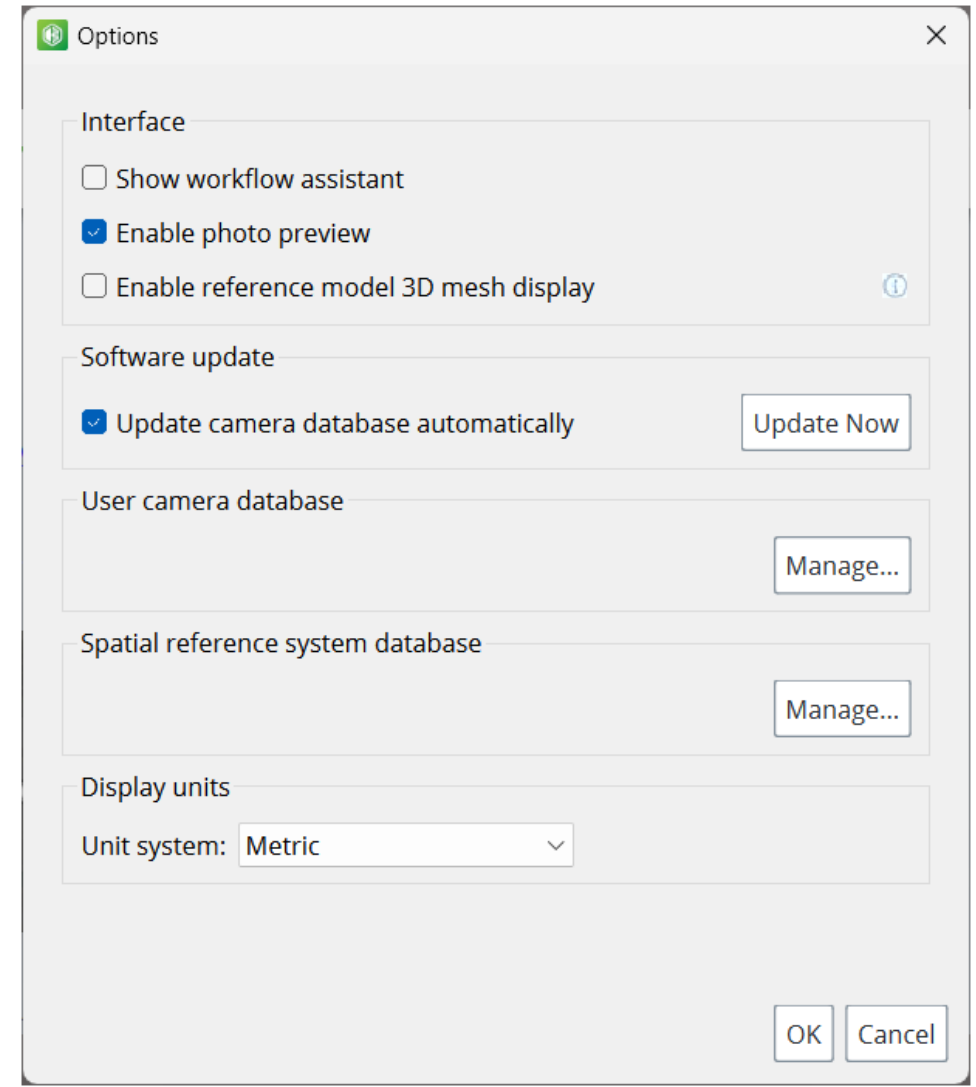 Options
Interface
Show workflow assistant
Enable photo preview
Enable reference model 3D mesh display
Software update
Update camera database automatically
Update Now
User camera database
Manage...
Spatial reference system database
Manage...
Display units
Unit system: Metric
OK Cancel